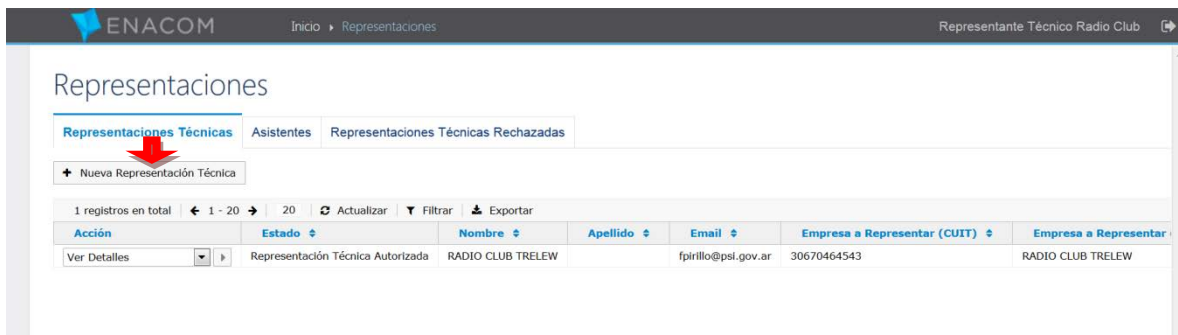 ENACOM Inicio Representaciones Representante Técnico Radio Club
Representaciones
Representaciones Técnicas Asistentes Representaciones Técnicas Rechazadas
+ Nueva Representación Técnica
1 registros en total 1 - 20 20 Actualizar Filtrar Exportar
Acción Estado Nombre Apellido Email Empresa a Representar (CUIT) Empresa a Representar
Ver Detalles Representación Técnica Autorizada RADIO CLUB TRELEW fpirillo@psi.gov.ar 30670464543 RADIO CLUB TRELEW